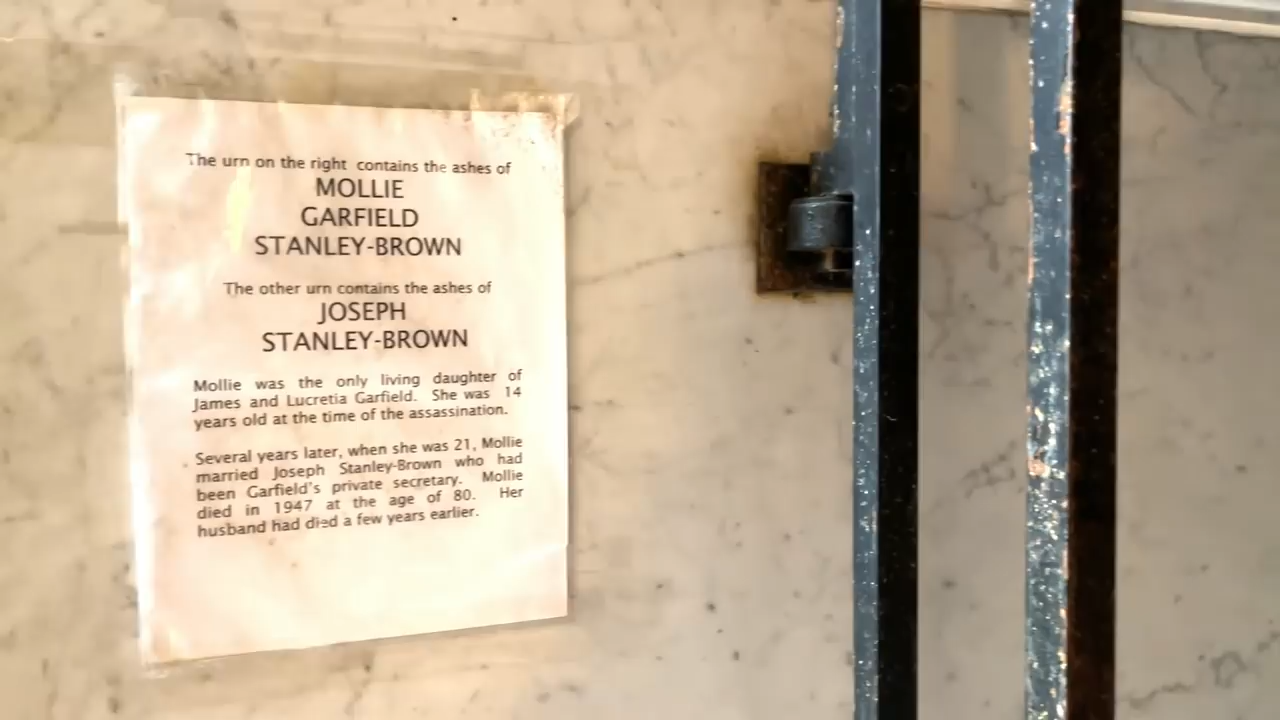 The urn on the right contains the ashes of
MOLLIE
GARFIELD
STANLEY-BROWN
The other urn contains the ashes of
JOSEPH
STANLEY-BROWN
Mollie was the only living daughter of
James and Lucretia Garfield. She was 14
years old at the time of the assassination.
Several years later, when she was 21, Mollie
married Joseph Stanley-Brown who had
been Garfield's private secretary. Mollie
died in 1947 at the age of 80. Her
husband had died a few years earlier.